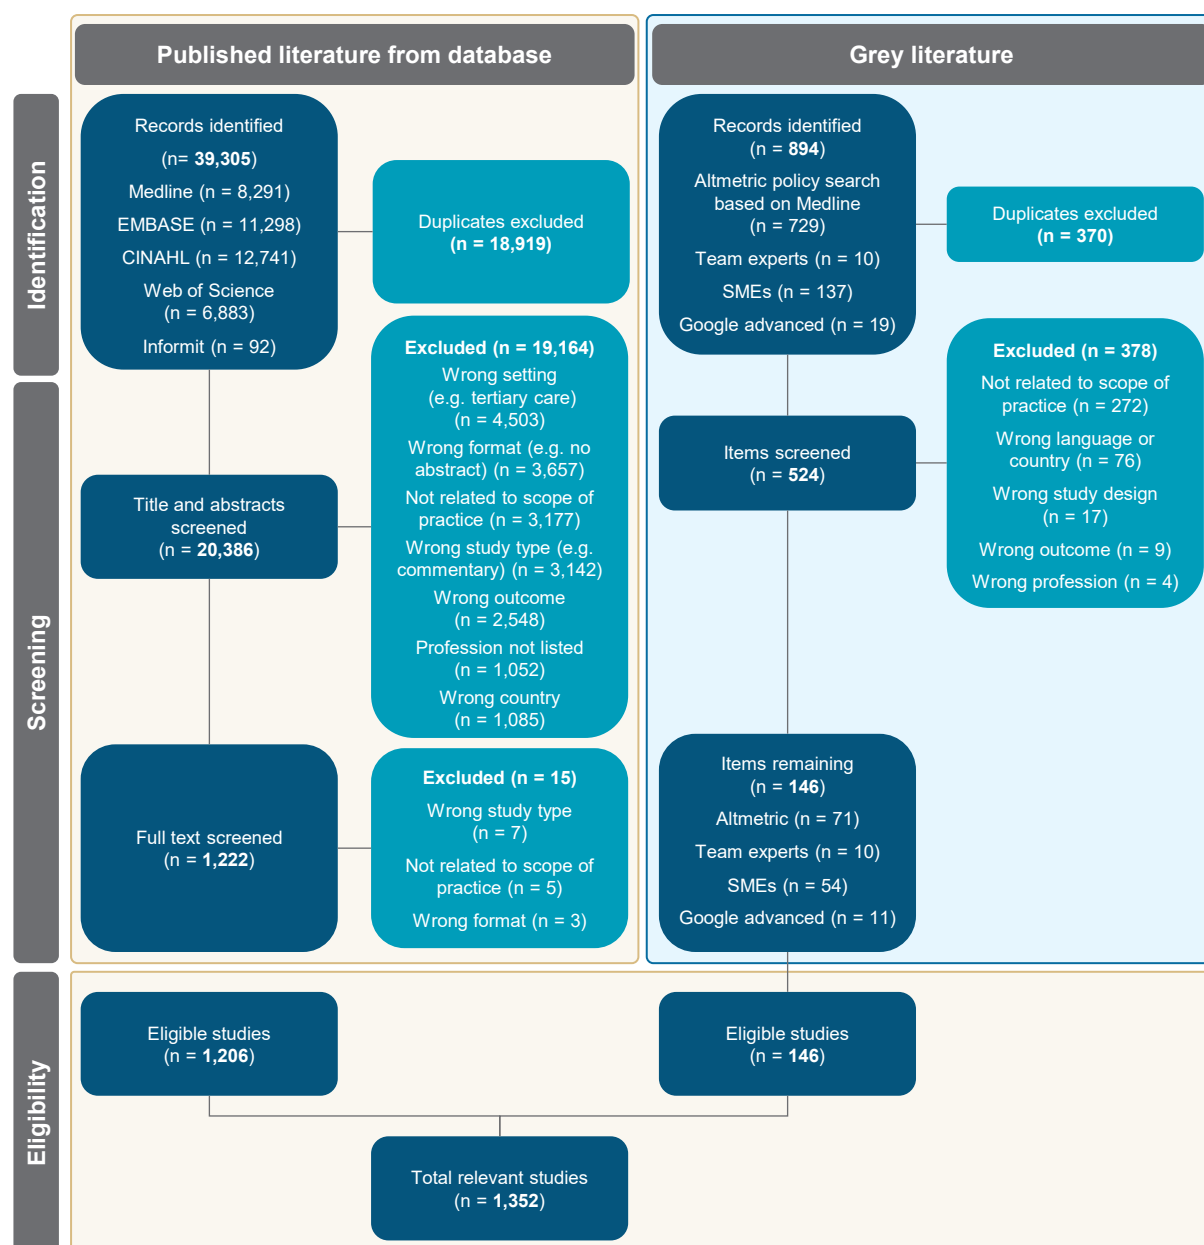 Published literature from database
Grey literature
Identification
Records identified
(n= 39,305)
Medline (n = 8,291)
EMBASE (n = 11,298)
CINAHL (n = 12,741)
Web of Science
(n = 6,883)
Informit (n = 92)
Duplicates excluded
(n = 18,919)
Records identified
(n = 894)
Altmetric policy search
based on Medline
(n = 729)
Team experts (n = 10)
SMEs (n = 137)
Google advanced (n = 19)
Duplicates excluded
(n = 370)
Screening
Title and abstracts
screened
(n = 20,386)
Excluded (n = 19,164)
Wrong setting
(e.g. tertiary care)
(n = 4,503)
Wrong format (e.g. no
abstract) (n = 3,657)
Not related to scope of
practice (n = 3,177)
Wrong study type (e.g.
commentary) (n = 3,142)
Wrong outcome
(n = 2,548)
Profession not listed
(n = 1,052)
Wrong country
(n = 1,085)
Items screened
(n = 524)
Excluded (n = 378)
Not related to scope of
practice (n = 272)
Wrong language or
country (n = 76)
Wrong study design
(n = 17)
Wrong outcome (n = 9)
Wrong profession (n = 4)
Full text screened
(n = 1,222)
Excluded (n = 15)
Wrong study type
(n = 7)
Not related to scope of
practice (n = 5)
Wrong format (n = 3)
Items remaining
(n = 146)
Altmetric (n = 71)
Team experts (n = 10)
SMEs (n = 54)
Google advanced (n = 11)
Eligibility
Eligible studies
(n = 1,206)
Eligible studies
(n = 146)
Total relevant studies
(n = 1,352)